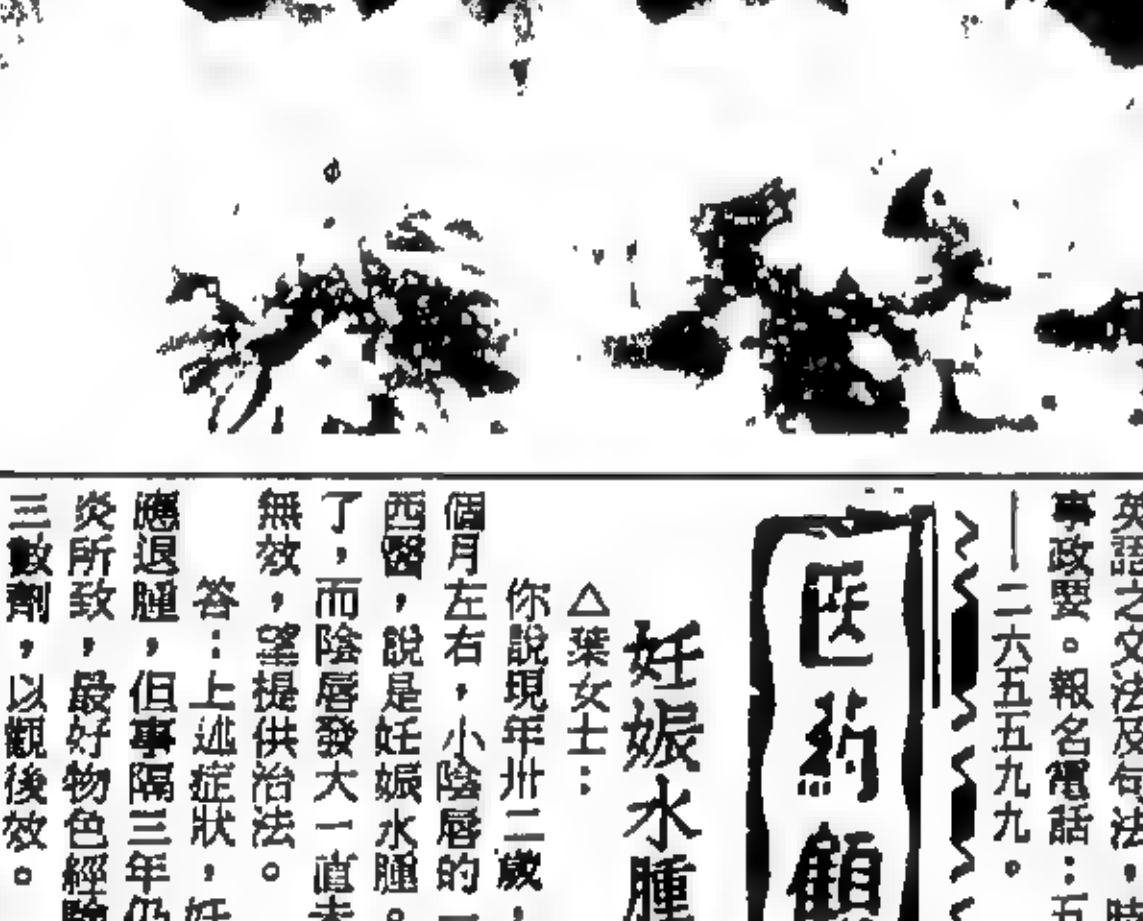 英語之文法及句法，時
事政要。報名電話：五
——二六五五九九。
医药顧
妊娠水腫
△葉女士：
你說現年卅二歲，
個月左右，小陰唇的一
西醫，說是妊娠水腫。
了，而陰唇發大一直未
無效，望提供治法。
答：上述症狀，妊
應退腫，但事隔三年仍
炎所致，最好物色經驗
三數劑，以觀後效。